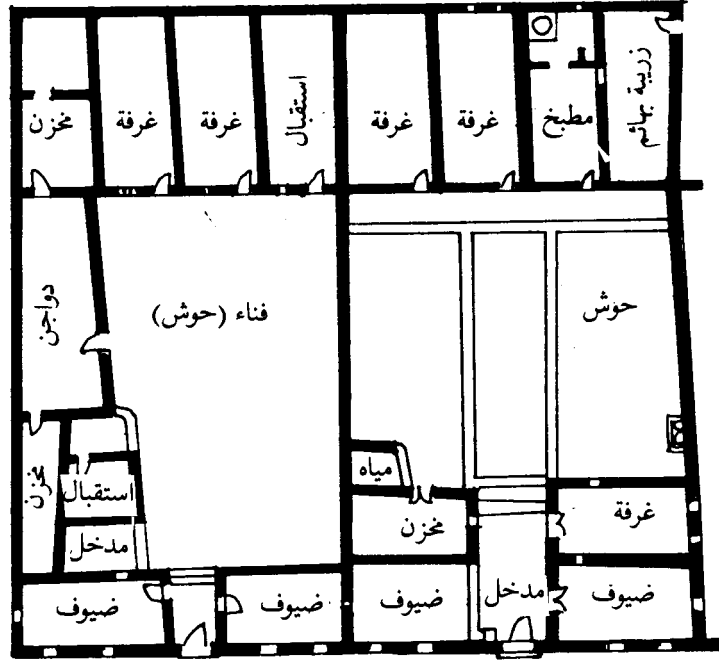 زريبة بهائم
مطبخ
غرفة
غرفة
استقبال
غرفة
غرفة
مخزن
حوش
فناء (حوش)
دواجن
مياه
مخزن
استقبال
غرفة
مخزن
مدخل
ضيوف
مدخل
ضيوف
ضيوف
ضيوف